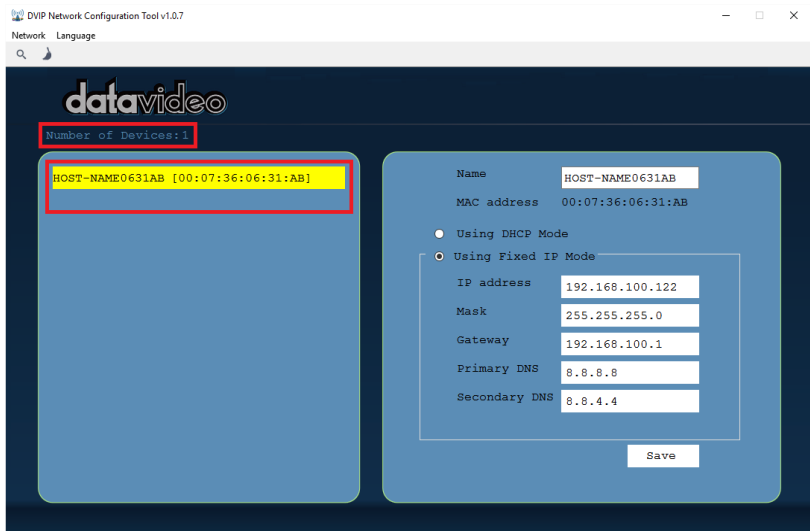 DVIP Network Configuration Tool v1.0.7
Network Language
datavideo
Number of Devices:1
HOST-NAME0631AB [00:07:36:06:31:AB]
Name HOST-NAME0631AB
MAC address 00:07:36:06:31:AB
Using DHCP Mode
Using Fixed IP Mode
IP address 192.168.100.122
Mask 255.255.255.0
Gateway 192.168.100.1
Primary DNS 8.8.8.8
Secondary DNS 8.8.4.4
Save